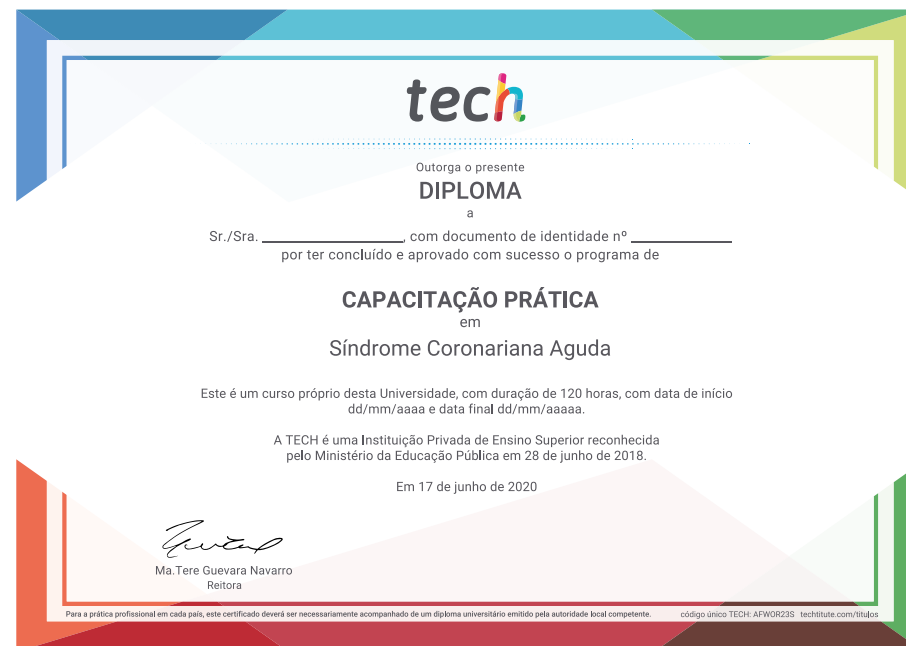 tech
Outorga o presente
DIPLOMA
a
Sr./Sra. ____________________, com documento de identidade nº ______________
por ter concluído e aprovado com sucesso o programa de
CAPACITAÇÃO PRÁTICA
em
Síndrome Coronariana Aguda
Este é um curso próprio desta Universidade, com duração de 120 horas, com data de início
dd/mm/aaaa e data final dd/mm/aaaaa.
A TECH é uma Instituição Privada de Ensino Superior reconhecida
pelo Ministério da Educação Pública em 28 de junho de 2018.
Em 17 de junho de 2020
Ma.Tere Guevara Navarro
Reitora
Para a prática profissional em cada país, este certificado deverá ser necessariamente acompanhado de um diploma universitário emitido pela autoridade local competente. código único TECH: AFWOR23S techtitute.com/titulos